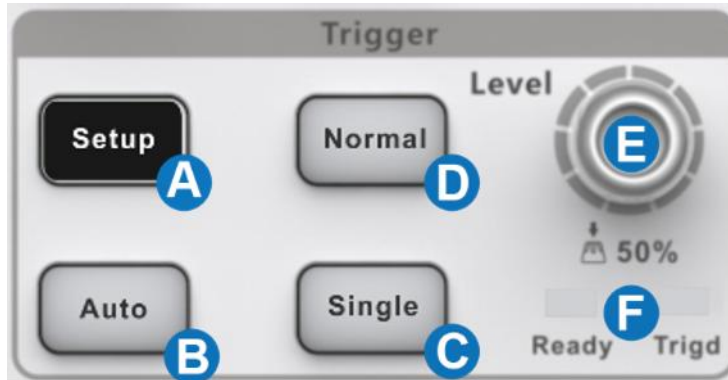 Trigger
Level
Setup
A
Normal
D
E
50%
Auto
B
Single
C
F
Ready
Trigd